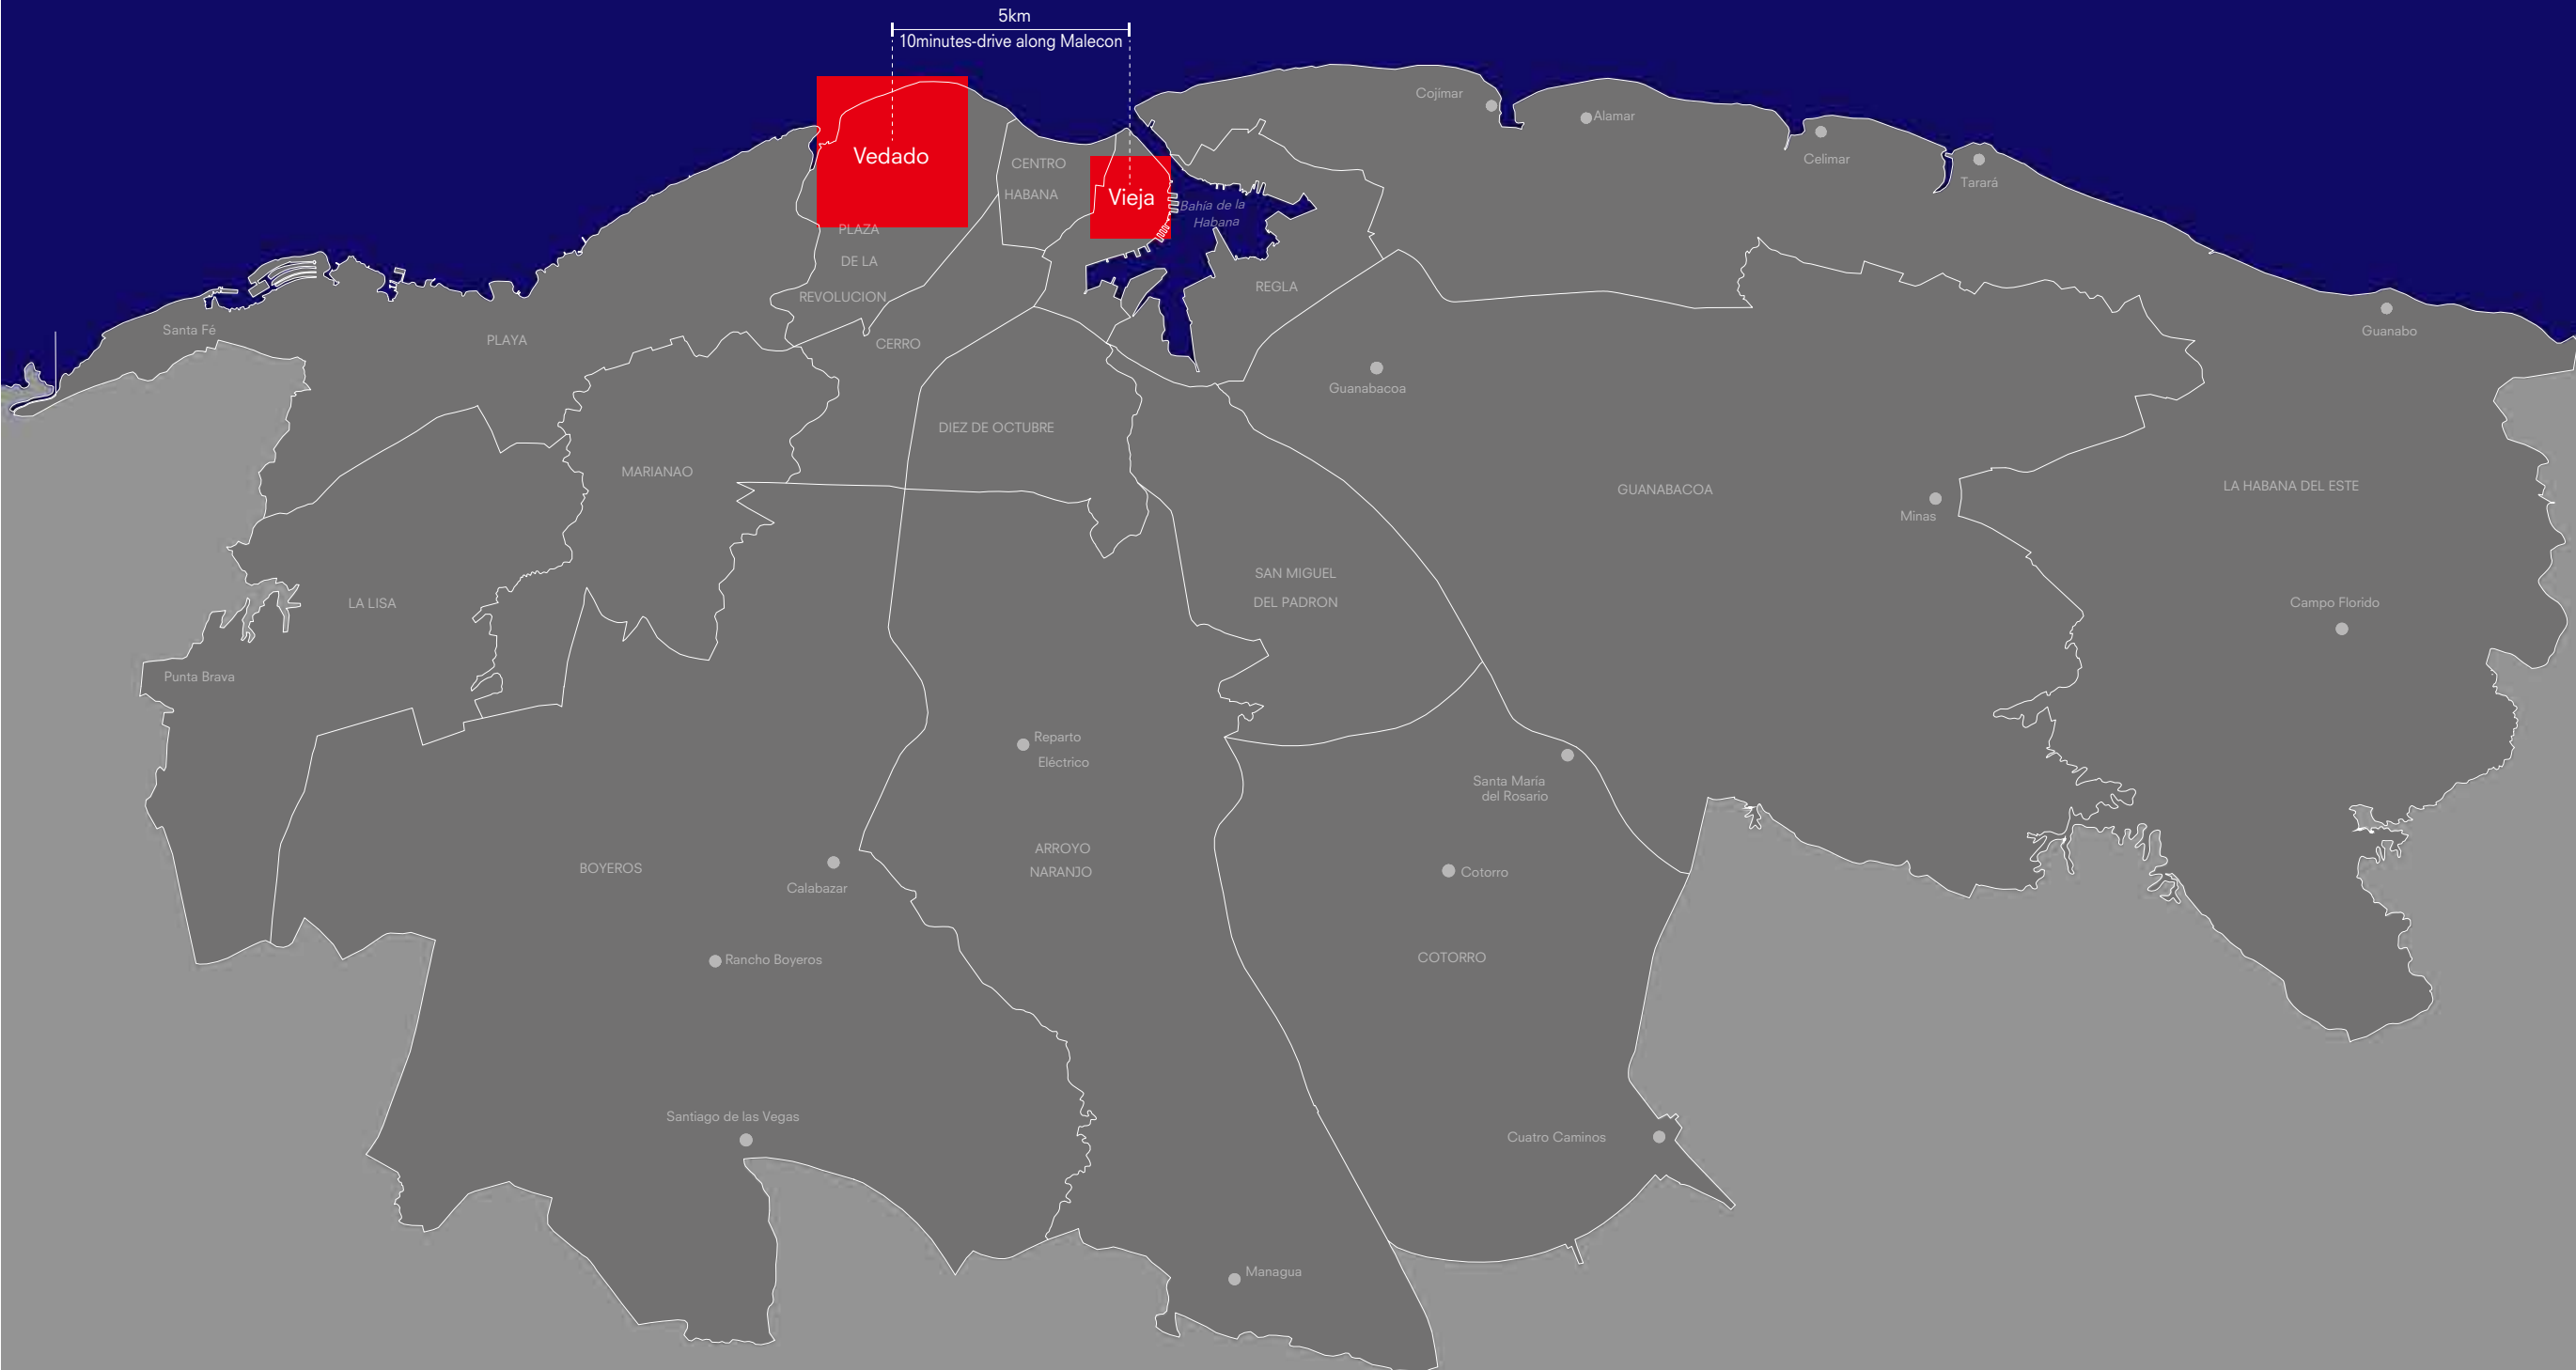 5km
10minutes-drive along Malecon
Cojímar
Alamar
Vedado
Celimar
CENTRO
Tarará
HABANA
Vieja
Bahía de la
Habana
PLAZA
DE LA
REVOLUCION
REGLA
Santa Fé
PLAYA
CERRO
Guanabo
Guanabacoa
DIEZ DE OCTUBRE
MARIANAO
GUANABACOA
LA HABANA DEL ESTE
Minas
SAN MIGUEL
DEL PADRON
LA LISA
Campo Florido
Punta Brava
Reparto
Eléctrico
Santa María
del Rosario
ARROYO
NARANJO
BOYEROS
Calabazar
Cotorro
COTORRO
Rancho Boyeros
Santiago de las Vegas
Cuatro Caminos
Managua